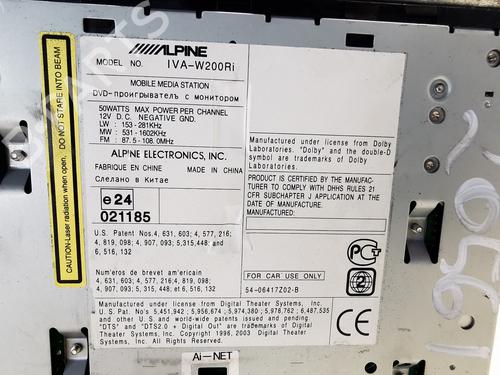 ALPINE
MODEL NO. IVA-W200Ri
MOBILE MEDIA STATION
DVD-проигрыватель с монитором
50WATTS MAX POWER PER CHANNEL
12V D.C. NEGATIVE GND.
LW : 153-281KHz
MW : 531-1602KHz
FM : 87.5-108.0MHz
ALPINE ELECTRONICS, INC.
FABRIQUE EN CHINE MADE IN CHINA
Сделано в Китае
e24
021185
U.S. Patent Nos.4, 631, 603; 4, 577, 216;
4, 819, 098; 4, 907, 093; 5, 315, 448; and
6, 516, 132
Numeros de brevet americain
4, 631, 603; 4, 577, 216;4, 819, 098;
4, 907, 093; 5, 315, 448; et 6, 516, 132
Manufactured under license from Dolby
Laboratories. "Dolby" and the double-D
symbol are trademarks of Dolby
Laboratories.
PRODUCT IS CERTIFIED BY THE MANUFACTURER
TO COMPLY WITH DHHS RULES 21
CFR SUBCHAPTER J APPLICATION AT THE
DATE OF MANUFACTURE.
FOR CAR USE ONLY
54-06417Z02-B
2
Manufactured under license from Digital Theater Systems, Inc.
U.S. Pat. No's 5,451,942; 5,956,674; 5,974,380; 5,978,762; 6,487,535
and other U.S. and world-wide patents issued and pending.
"DTS" and "DTS2.0 + Digital Out" are trademarks of Digital
Theater Systems, Inc. Copyright 1996, 2003 Digital Theater
Systems, Inc. All Rights Reserved.
CE
Ai-NET
CAUTION-Laser radiation when open. DO NOT STARE INTO BEAM